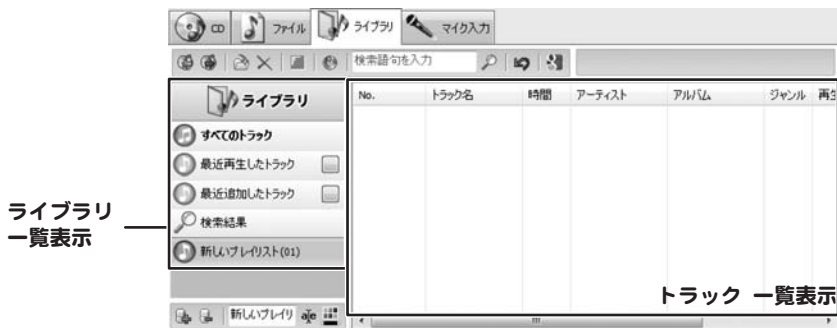 CD ファイル ライブラリ マイク入力
検索語句を入力
ライブラリ
No. トラック名 時間 アーティスト アルバム ジャンル 再生
すべてのトラック
最近再生したトラック
最近追加したトラック
検索結果
新しいプレイリスト(01)
ライブラリ
一覧表示
トラック 一覧表示
新しいプレイリ